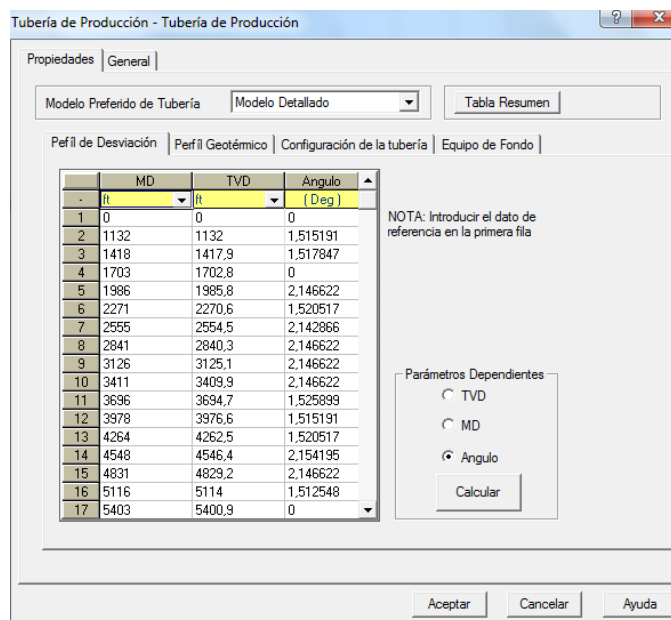 Tubería de Producción - Tubería de Producción
? x
Propiedades General
Modelo Preferido de Tubería Modelo Detallado Tabla Resumen
Pefíl de Desviación Perfíl Geotérmico Configuración de la tubería Equipo de Fondo
MD TVD Angulo
- ft ft ( Deg )
1 0 0 0
2 1132 1132 1,515191
3 1418 1417,9 1,517847
4 1703 1702,8 0
5 1986 1985,8 2,146622
6 2271 2270,6 1,520517
7 2555 2554,5 2,142866
8 2841 2840,3 2,146622
9 3126 3125,1 2,146622
10 3411 3409,9 2,146622
11 3696 3694,7 1,525899
12 3978 3976,6 1,515191
13 4264 4262,5 1,520517
14 4548 4546,4 2,154195
15 4831 4829,2 2,146622
16 5116 5114 1,512548
17 5403 5400,9 0
NOTA: Introducir el dato de
referencia en la primera fila
Parámetros Dependientes
TVD
MD
Angulo
Calcular
Aceptar Cancelar Ayuda